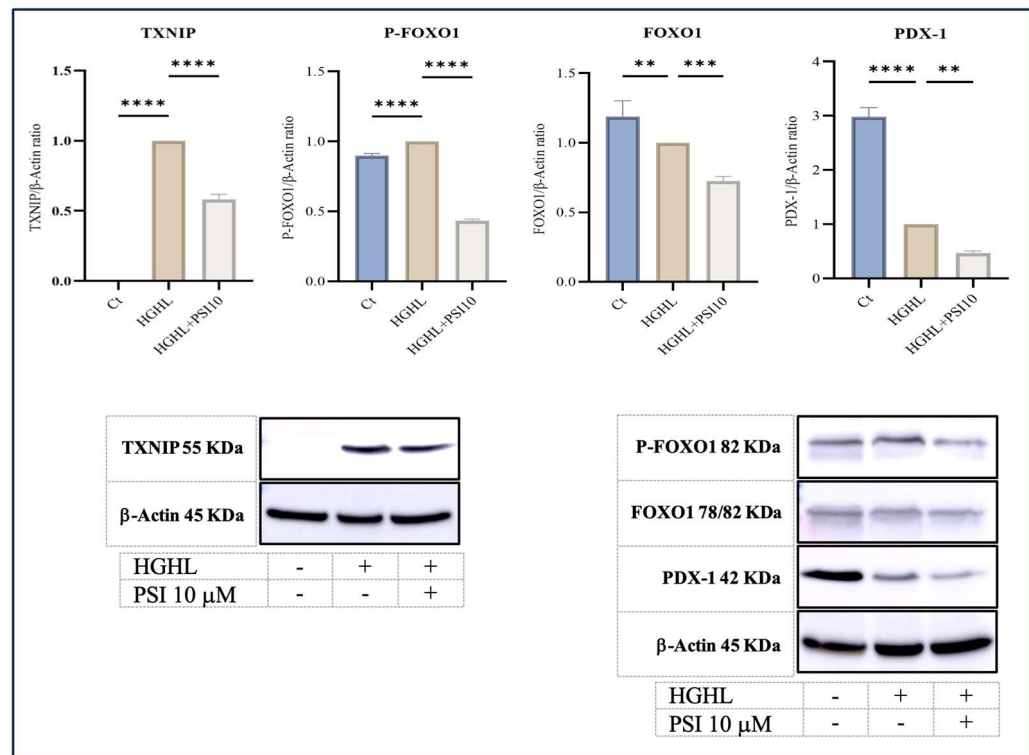 TXNIP
****
****
1.5
1.0
0.5
0.0
TXNIP/β-Actin ratio
Ct
HGHL
HGHL+PSI10
P-FOXO1
****
****
1.5
1.0
0.5
0.0
P-FOXO1/β-Actin ratio
Ct
HGHL
HGHL+PSI10
FOXO1
** ***
1.5
1.0
0.5
0.0
FOXO1/β-Actin ratio
Ct
HGHL
HGHL+PSI10
PDX-1
**** **
4
3
2
1
0
PDX-1/β-Actin ratio
Ct
HGHL
HGHL+PSI10
TXNIP 55 KDa
β-Actin 45 KDa
HGHL - + +
PSI 10 μM - - +
P-FOXO1 82 KDa
FOXO1 78/82 KDa
PDX-1 42 KDa
β-Actin 45 KDa
HGHL - + +
PSI 10 μM - - +